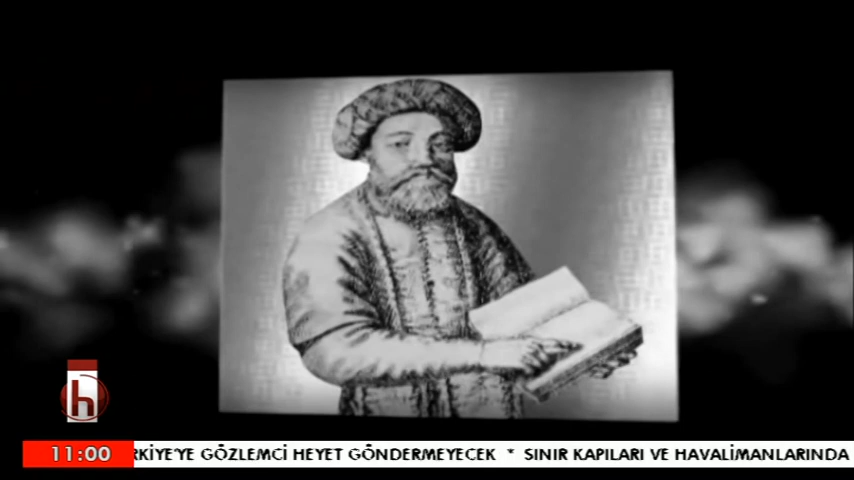 h
11:00 RKİYE'YE GÖZLEMCİ HEYET GÖNDERMEYECEK * SINIR KAPILARI VE HAVALİMANLARINDA